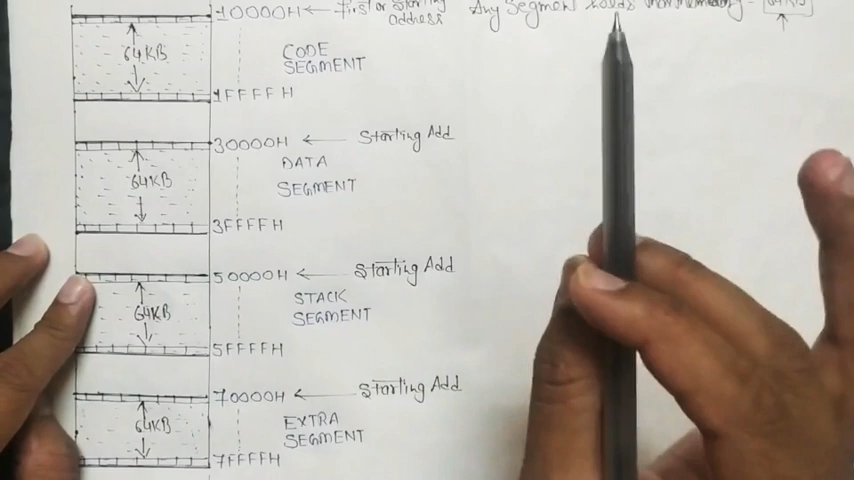 10000H ← First or Starting Address
Any Segment holds
64KB
64KB
CODE
SEGMENT
1FFFFH
30000H ← Starting Add
64KB
DATA
SEGMENT
3FFFFH
50000H ← Starting Add
64KB
STACK
SEGMENT
5FFFFH
70000H ← Starting Add
64KB
EXTRA
SEGMENT
7FFFFH